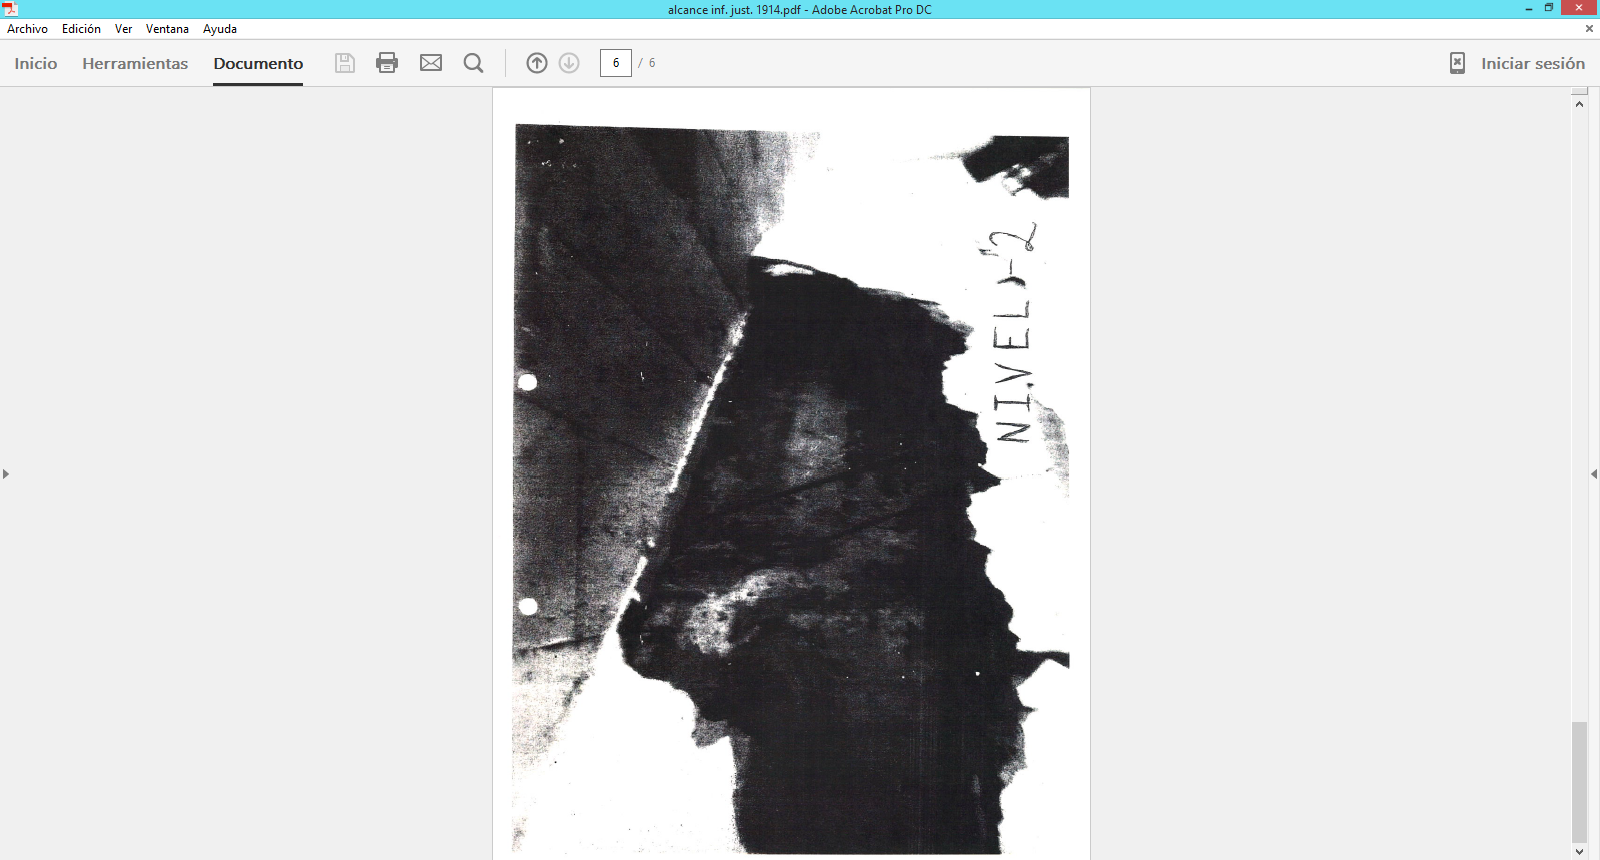 alcance inf. just. 1914.pdf - Adobe Acrobat Pro DC
Archivo Edición Ver Ventana Ayuda
Inicio Herramientas Documento 6 / 6 Iniciar sesión
NIVEL>-2